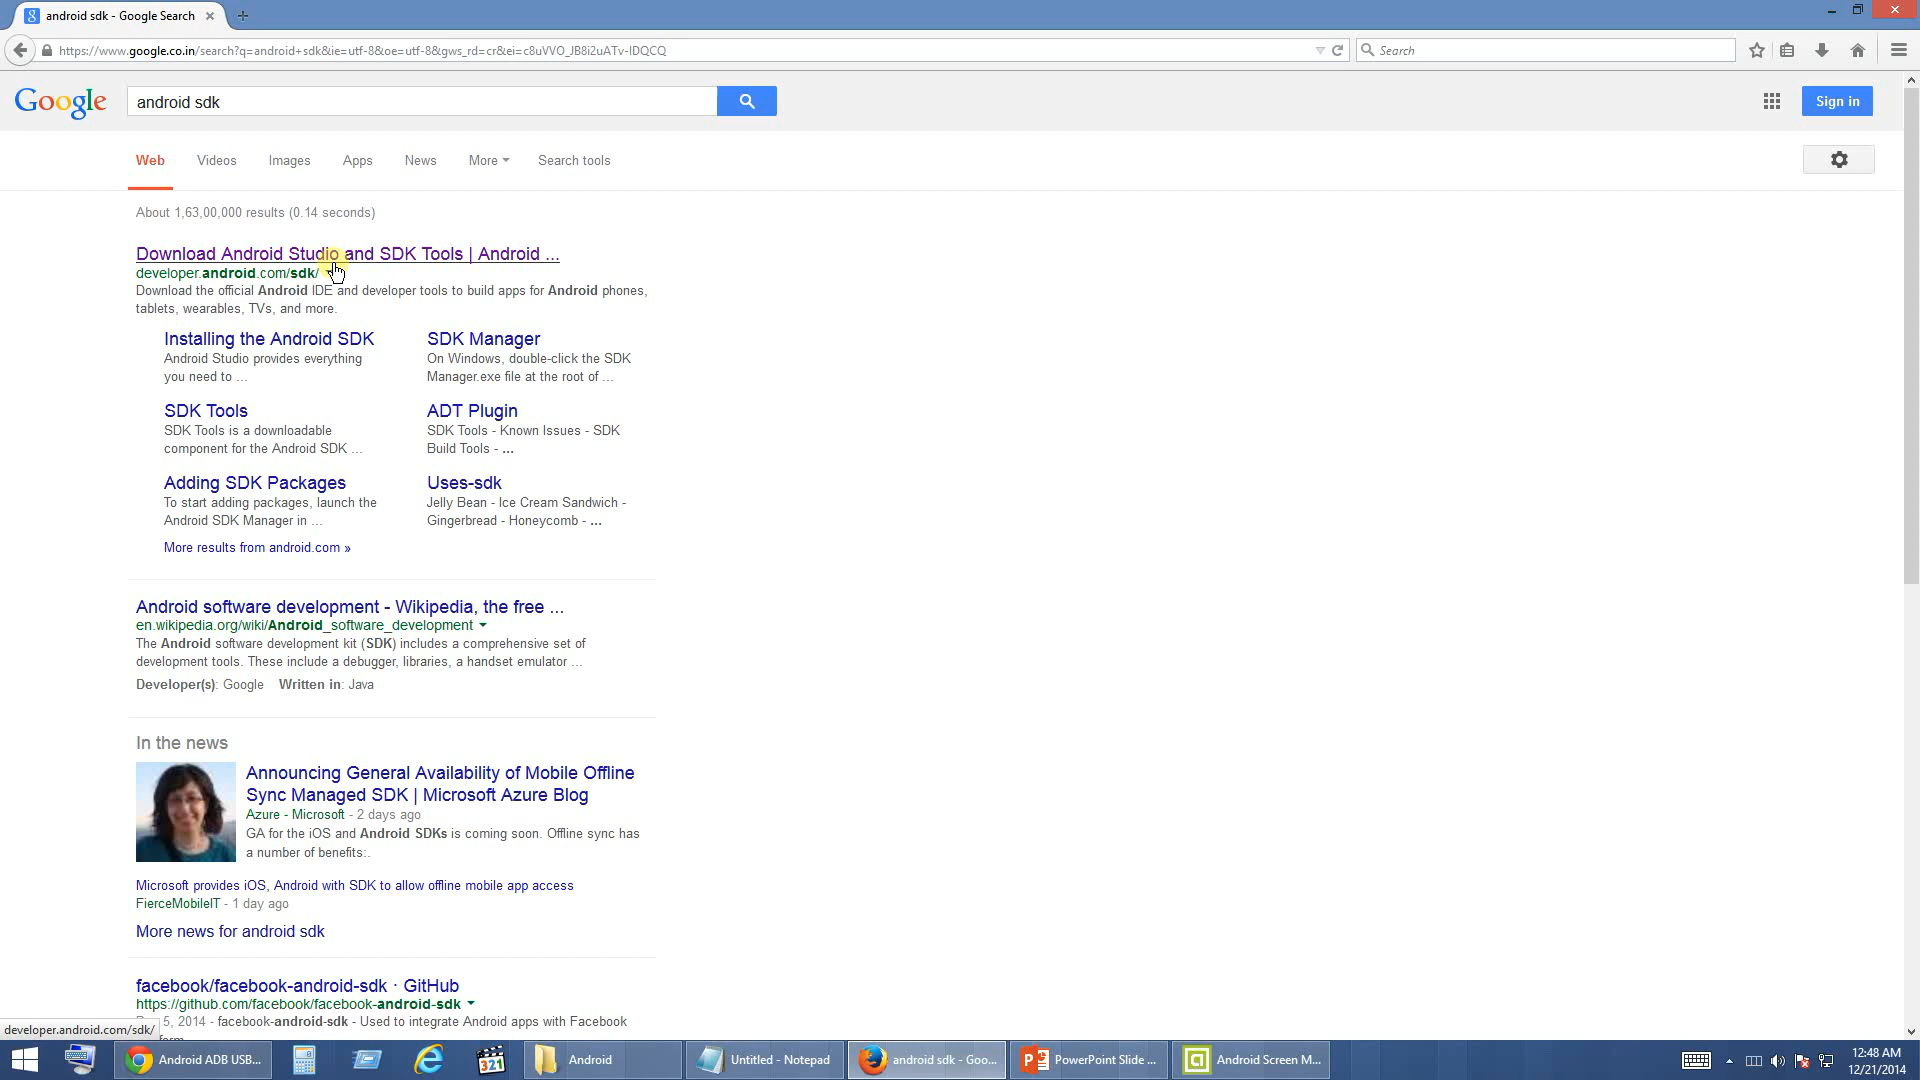 android sdk - Google Search
https://www.google.co.in/search?q=android+sdk&ie=utf-8&oe=utf-8&gws_rd=cr&ei=c8uVVO_JB8i2uATv-IDQCQ
Search
Google
android sdk
Sign in
Web Videos Images Apps News More Search tools
About 1,63,00,000 results (0.14 seconds)
Download Android Studio and SDK Tools | Android ...
developer.android.com/sdk/
Download the official Android IDE and developer tools to build apps for Android phones,
tablets, wearables, TVs, and more.
Installing the Android SDK
Android Studio provides everything
you need to ...
SDK Manager
On Windows, double-click the SDK
Manager.exe file at the root of ...
SDK Tools
SDK Tools is a downloadable
component for the Android SDK ...
ADT Plugin
SDK Tools - Known Issues - SDK
Build Tools - ...
Adding SDK Packages
To start adding packages, launch the
Android SDK Manager in ...
Uses-sdk
Jelly Bean - Ice Cream Sandwich -
Gingerbread - Honeycomb - ...
More results from android.com »
Android software development - Wikipedia, the free ...
en.wikipedia.org/wiki/Android_software_development
The Android software development kit (SDK) includes a comprehensive set of
development tools. These include a debugger, libraries, a handset emulator ...
Developer(s): Google Written in: Java
In the news
Announcing General Availability of Mobile Offline
Sync Managed SDK | Microsoft Azure Blog
Azure - Microsoft - 2 days ago
GA for the iOS and Android SDKs is coming soon. Offline sync has
a number of benefits:.
Microsoft provides iOS, Android with SDK to allow offline mobile app access
FierceMobileIT - 1 day ago
More news for android sdk
facebook/facebook-android-sdk · GitHub
https://github.com/facebook/facebook-android-sdk
5, 2014 - facebook-android-sdk - Used to integrate Android apps with Facebook
developer.android.com/sdk/
Android ADB USB...
321
Android
Untitled - Notepad
android sdk - Goo...
PowerPoint Slide ...
Android Screen M...
12:48 AM
12/21/2014